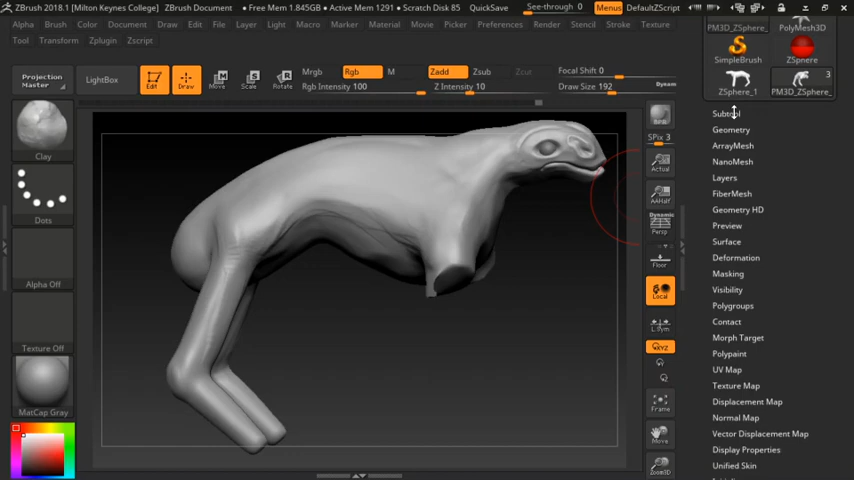 ZBrush 2018.1 [Milton Keynes College] ZBrush Document • Free Mem 1.845GB • Active Mem 1291 • Scratch Disk 85 QuickSave See-through 0 Menus DefaultZScript
Alpha Brush Color Document Draw Edit File Layer Light Macro Marker Material Movie Picker Preferences Render Stencil Stroke Texture
Tool Transform Zplugin Zscript
PM3D_ZSphere_ PolyMesh3D
SimpleBrush ZSphere
3
ZSphere_1 PM3D_ZSphere_
Projection Master
LightBox
Edit Draw Move Scale Rotate
Mrgb Rgb M Zadd Zsub Zcut Focal Shift 0
Rgb Intensity 100 Z Intensity 10 Draw Size 192 Dynam
Clay
Dots
Alpha Off
Texture Off
MatCap Gray
BPR
SPix 3
Actual
AAHalf
Dynamic
Persp
Floor
Local
L.Sym
XYZ
Frame
Move
Zoom3D
Subtool
Geometry
ArrayMesh
NanoMesh
Layers
FiberMesh
Geometry HD
Preview
Surface
Deformation
Masking
Visibility
Polygroups
Contact
Morph Target
Polypaint
UV Map
Texture Map
Displacement Map
Normal Map
Vector Displacement Map
Display Properties
Unified Skin